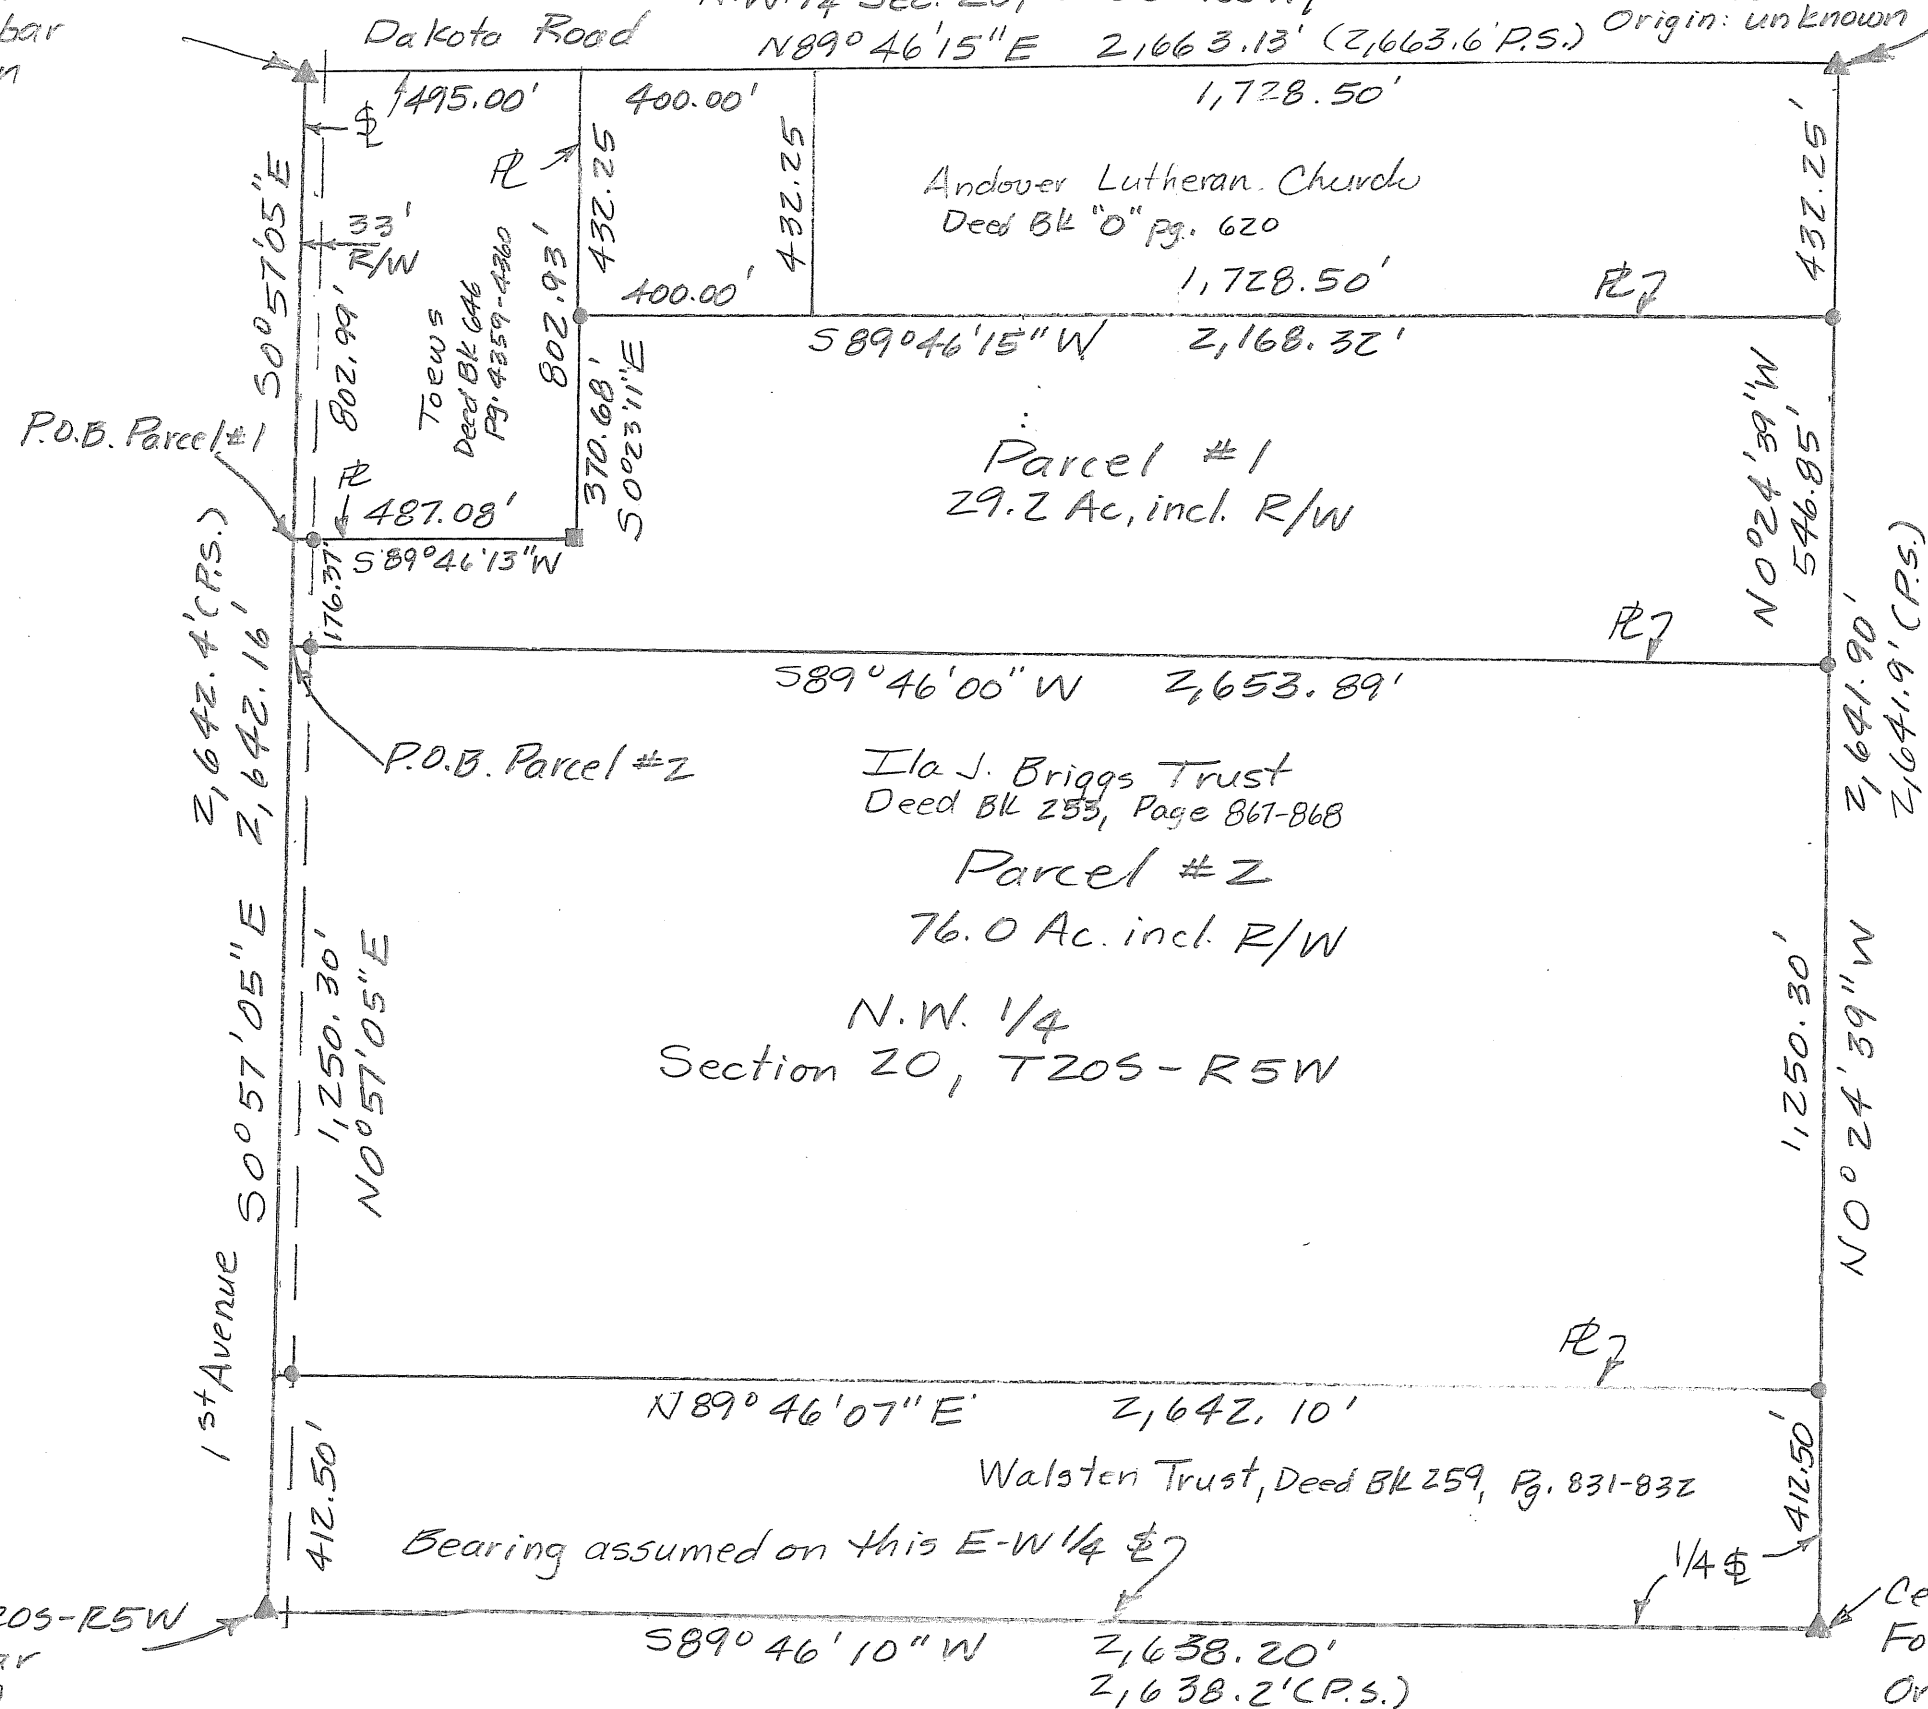 bar
Dakota Road
N89°46'15"E 2,663.13' (2,663.6' P.S.)
Origin: unknown
495.00'
400.00'
1,728.50'
432.25
432.25
432.25'
Andover Lutheran Church
Deed Bk "O" pg. 620
1,728.50'
400.00'
S89°46'15"W 2,168.32'
33'
R/W
S0°57'05"E
802.99'
Toews
Deed Bk 646
Pg. 4359-4360
802.93'
370.68'
S0°23'11"E
P.O.B. Parcel #1
487.08'
S89°46'13"W
176.37'
Parcel #1
29.2 Ac, incl. R/W
N0°24'39"W
546.85'
S89°46'00"W 2,653.89'
P.O.B. Parcel #2
2,642.4' (P.S.)
S0°57'05"E 2,642.16'
2,641.90'
2,641.9' (P.S.)
Ila J. Briggs Trust
Deed Bk 253, Page 867-868
Parcel #2
76.0 Ac. incl. R/W
N.W. 1/4
Section 20, T20S-R5W
1,250.30'
N0°57'05"E
1,250.30'
N0°24'39"W
1st Avenue
N89°46'07"E 2,642.10'
412.50'
Walsten Trust, Deed Bk 259, Pg. 831-832
412.50'
Bearing assumed on this E-W 1/4
1/4
S89°46'10"W 2,638.20'
2,638.2' (P.S.)
0S-R5W
ar
Ce
Fo
Or